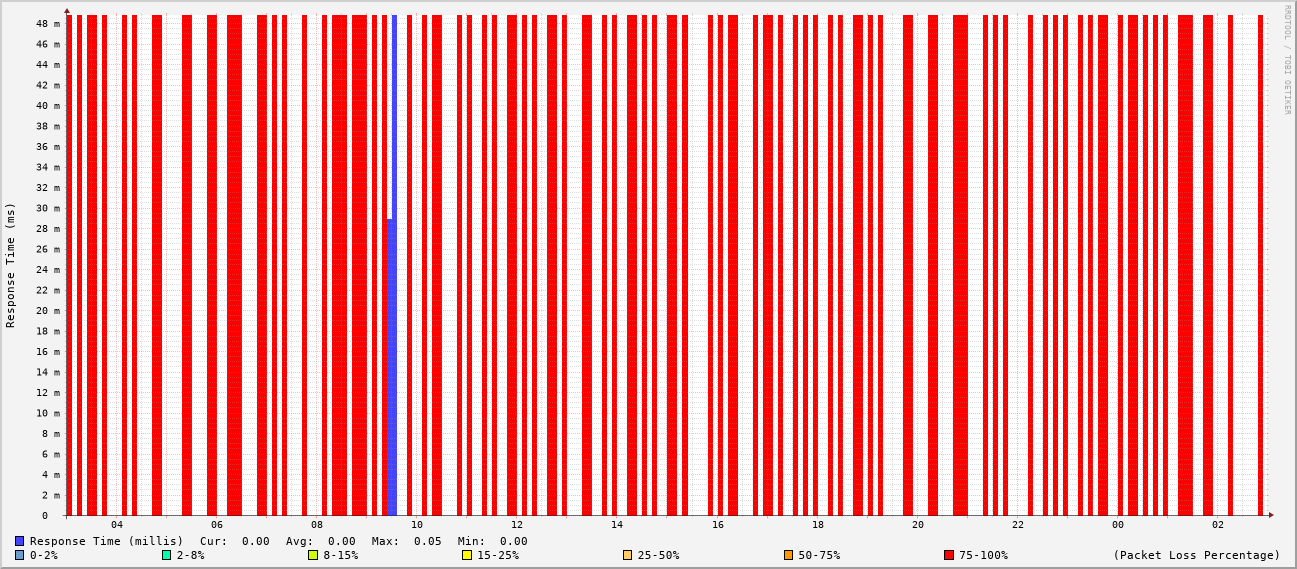 RRDTOOL / TOBI OETIKER
Response Time (ms)
48 m
46 m
44 m
42 m
40 m
38 m
36 m
34 m
32 m
30 m
28 m
26 m
24 m
22 m
20 m
18 m
16 m
14 m
12 m
10 m
8 m
6 m
4 m
2 m
0
04 06 08 10 12 14 16 18 20 22 00 02
Response Time (millis) Cur: 0.00 Avg: 0.00 Max: 0.05 Min: 0.00
0-2% 2-8% 8-15% 15-25% 25-50% 50-75% 75-100% (Packet Loss Percentage)